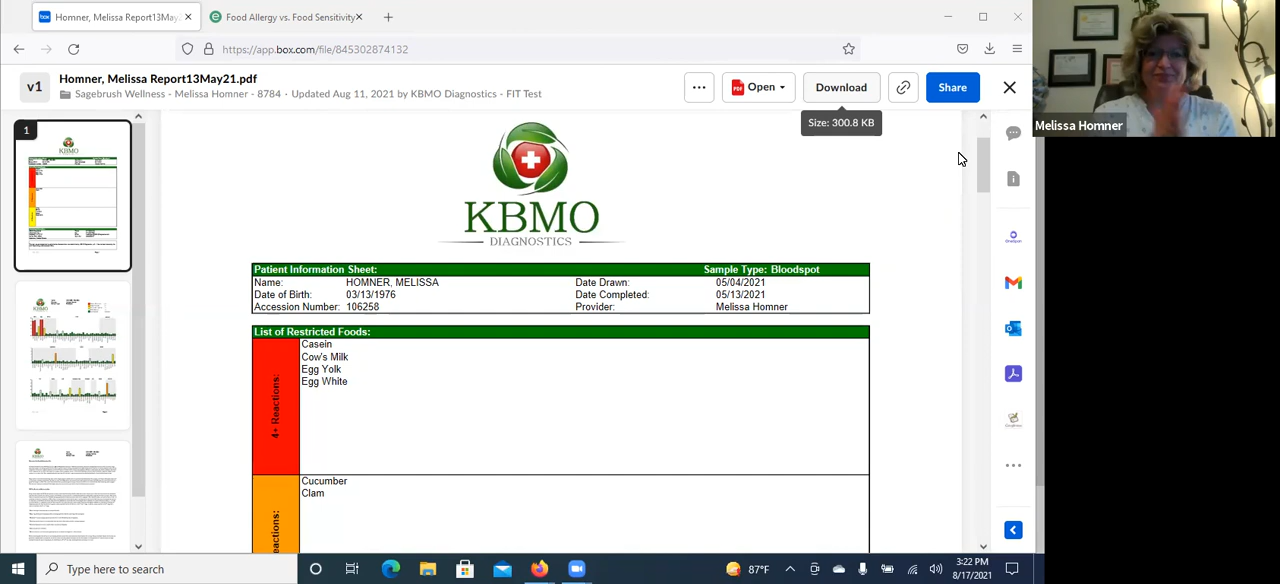 Homner, Melissa Report13May
Food Allergy vs. Food Sensitivity
https://app.box.com/file/845302874132
v1
Homner, Melissa Report13May21.pdf
Sagebrush Wellness - Melissa Homner - 8784 • Updated Aug 11, 2021 by KBMO Diagnostics - FIT Test
PDF
Open
Download
Share
Size: 300.8 KB
Melissa Homner
1
KBMO
DIAGNOSTICS
Patient Information Sheet: Sample Type: Bloodspot
Name: HOMNER, MELISSA Date Drawn: 05/04/2021
Date of Birth: 03/13/1976 Date Completed: 05/13/2021
Accession Number: 106258 Provider: Melissa Homner
List of Restricted Foods:
4+ Reactions:
Casein
Cow's Milk
Egg Yolk
Egg White
eactions:
Cucumber
Clam
Type here to search
87°F
3:22 PM
8/17/2021